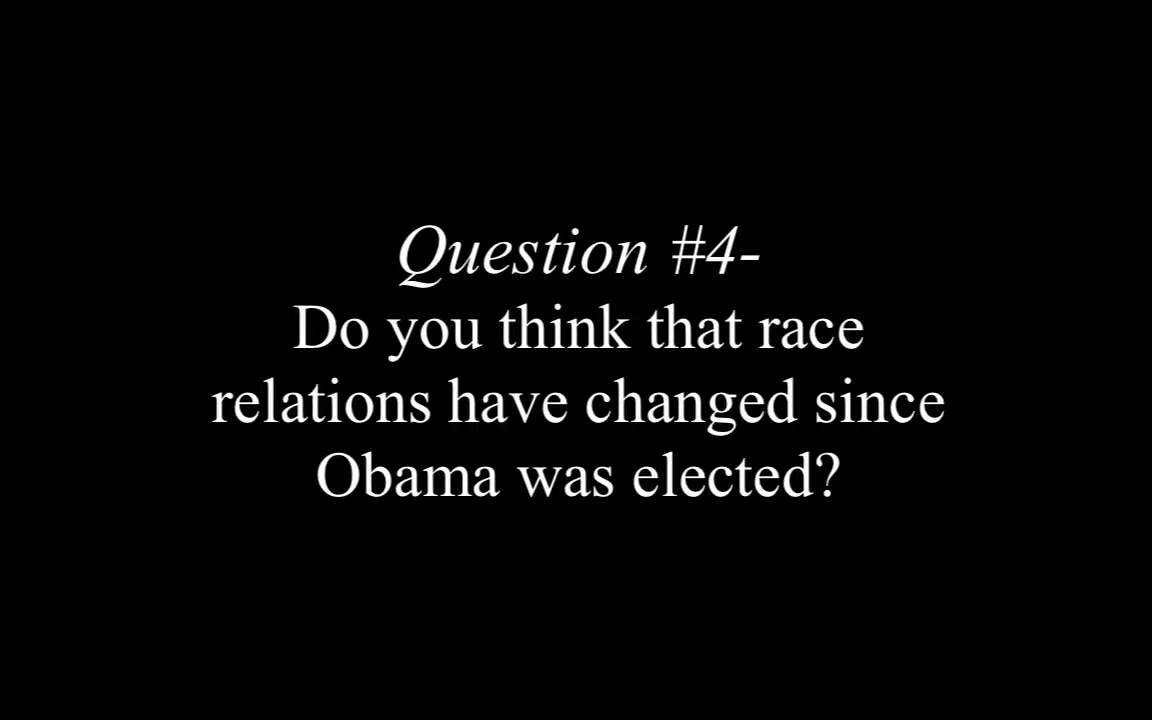 Question #4-
Do you think that race
relations have changed since
Obama was elected?